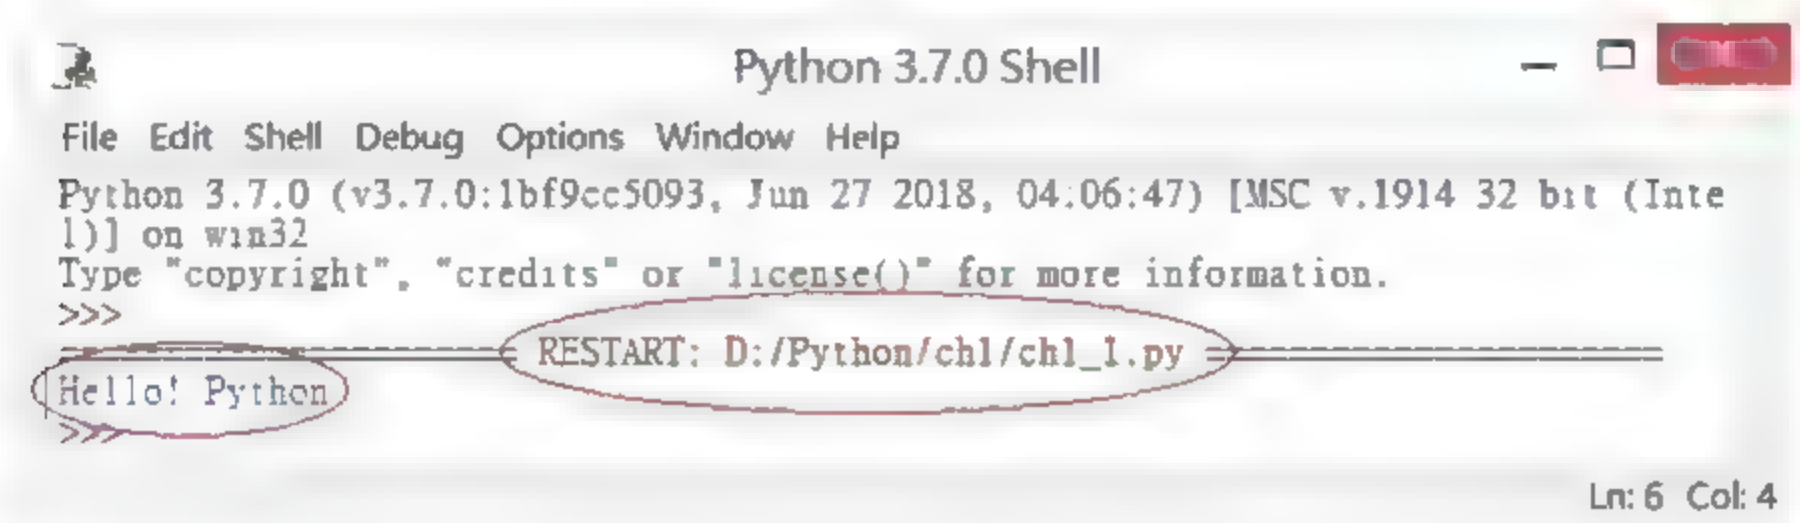 Python 3.7.0 Shell
File Edit Shell Debug Options Window Help
Python 3.7.0 (v3.7.0:1bf9cc5093, Jun 27 2018, 04:06:47) [MSC v.1914 32 bit (Inte
l)] on win32
Type "copyright", "credits" or "license()" for more information.
>>>
=============== RESTART: D:/Python/ch1/ch1_1.py ===============
Hello! Python
>>>
Ln: 6 Col: 4